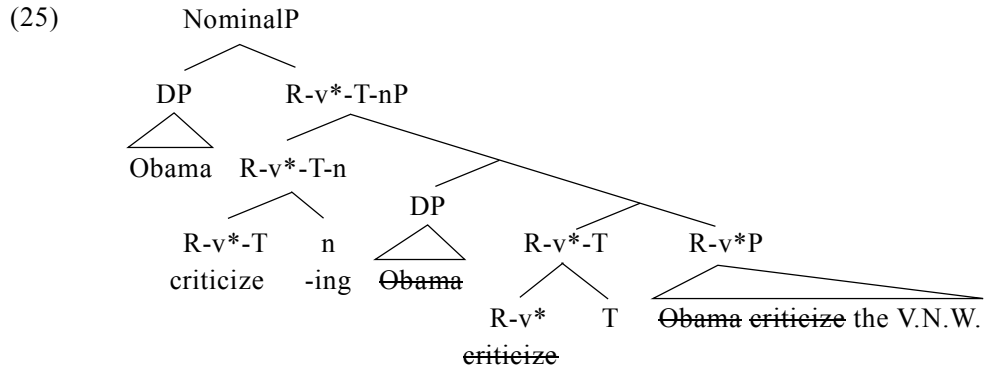 (25) NominalP
DP R-v*-T-nP
Obama R-v*-T-n
DP
R-v*-T n R-v*-T R-v*P
criticize -ing Obama
R-v* T Obama criticize the V.N.W.
criticize